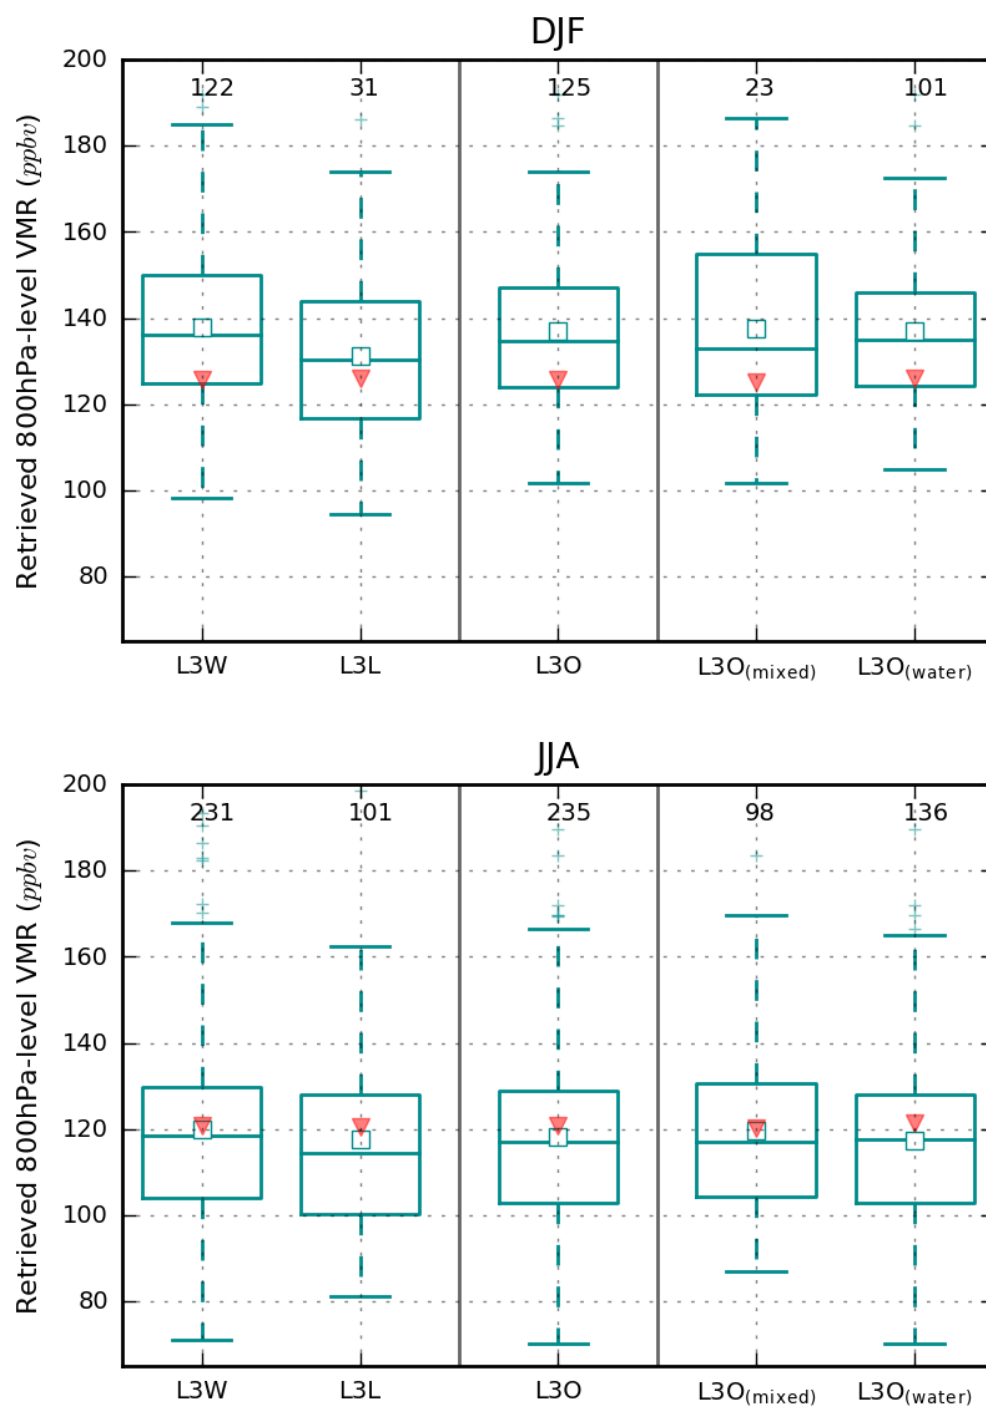 DJF
200
122 31 125 23 101
180
160
140
120
100
80
Retrieved 800hPa-level VMR (ppbv)
L3W L3L L3O L3O(mixed) L3O(water)
JJA
200
231 101 235 98 136
180
160
140
120
100
80
Retrieved 800hPa-level VMR (ppbv)
L3W L3L L3O L3O(mixed) L3O(water)